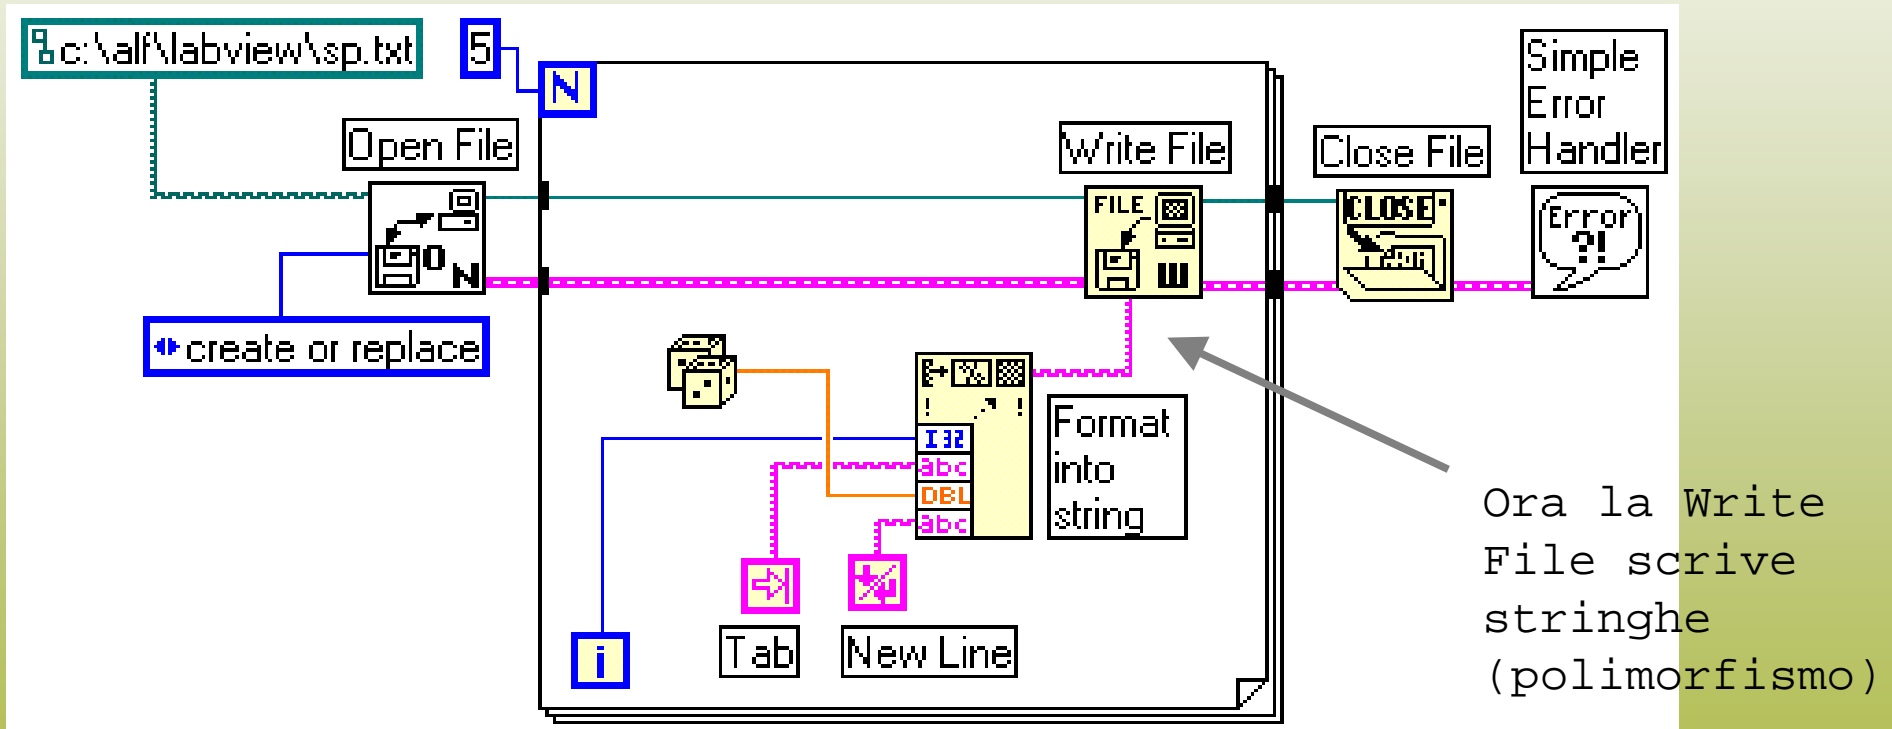 c:\alf\labview\sp.txt
5
N
Simple
Error
Handler
Open File
Write File
Close File
O
N
FILE
W
CLOSE
Error
?!
create or replace
! !
I32
abc
DBL
abc
Format
into
string
Tab
New Line
i
Ora la Write
File scrive
stringhe
(polimorfismo)